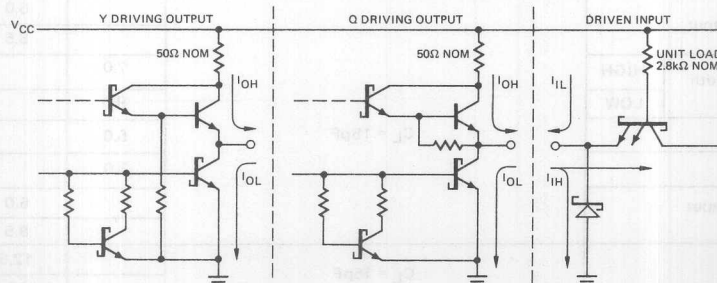 Y DRIVING OUTPUT
Q DRIVING OUTPUT
DRIVEN INPUT
VCC
50Ω NOM
IOH
IOL
50Ω NOM
IOH
IOL
IIL
IIH
UNIT LOAD
2.8kΩ NOM